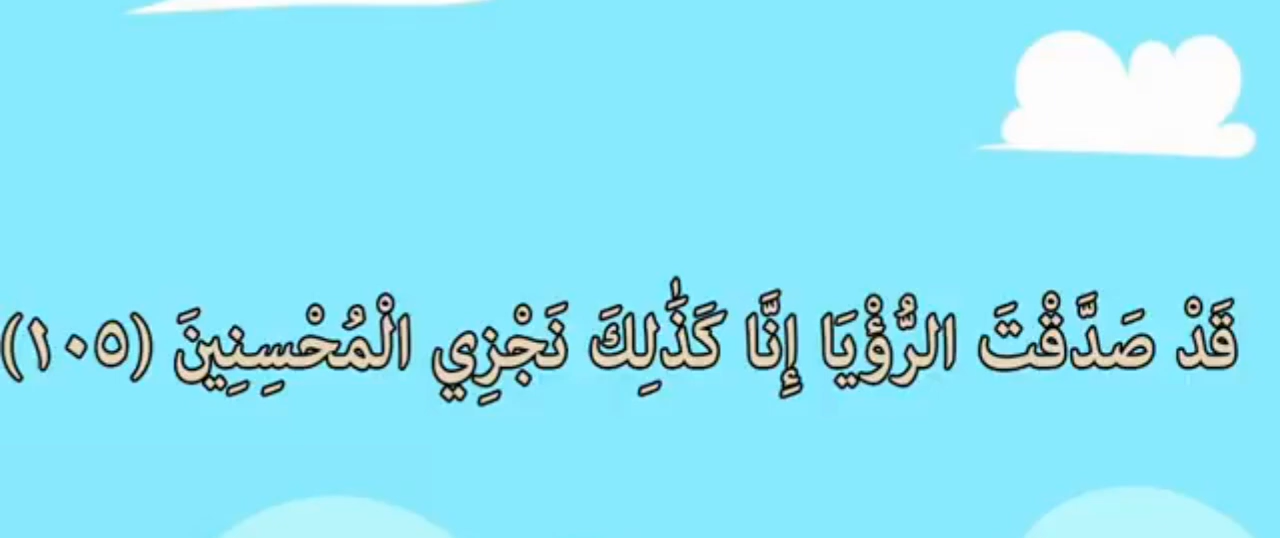 قَدْ صَدَّقْتَ الرُّؤْيَا إِنَّا كَذَٰلِكَ نَجْزِي الْمُحْسِنِينَ (١٠٥)